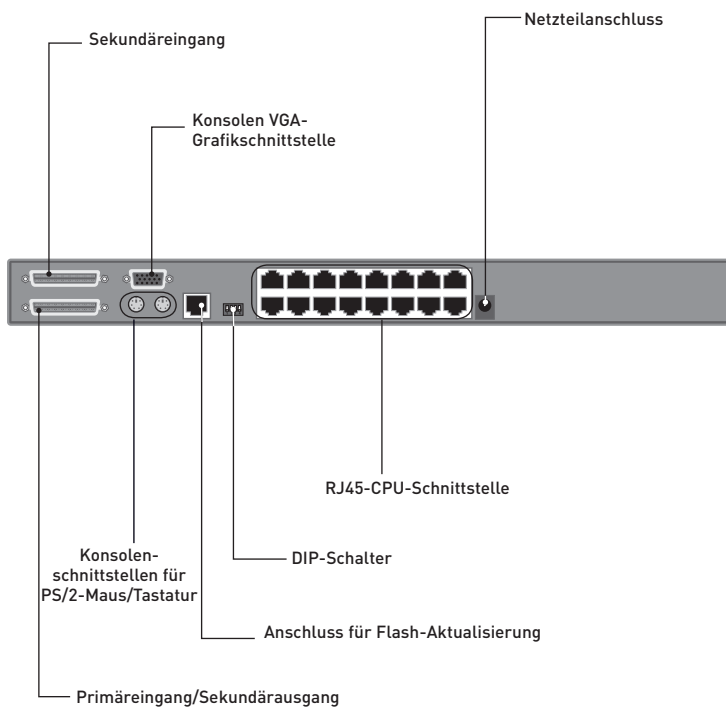 Netzteilanschluss
Sekundäreingang
Konsolen VGA-
Grafikschnittstelle
RJ45-CPU-Schnittstelle
Konsolen-
schnittstellen für
PS/2-Maus/Tastatur
DIP-Schalter
Anschluss für Flash-Aktualisierung
Primäreingang/Sekundärausgang